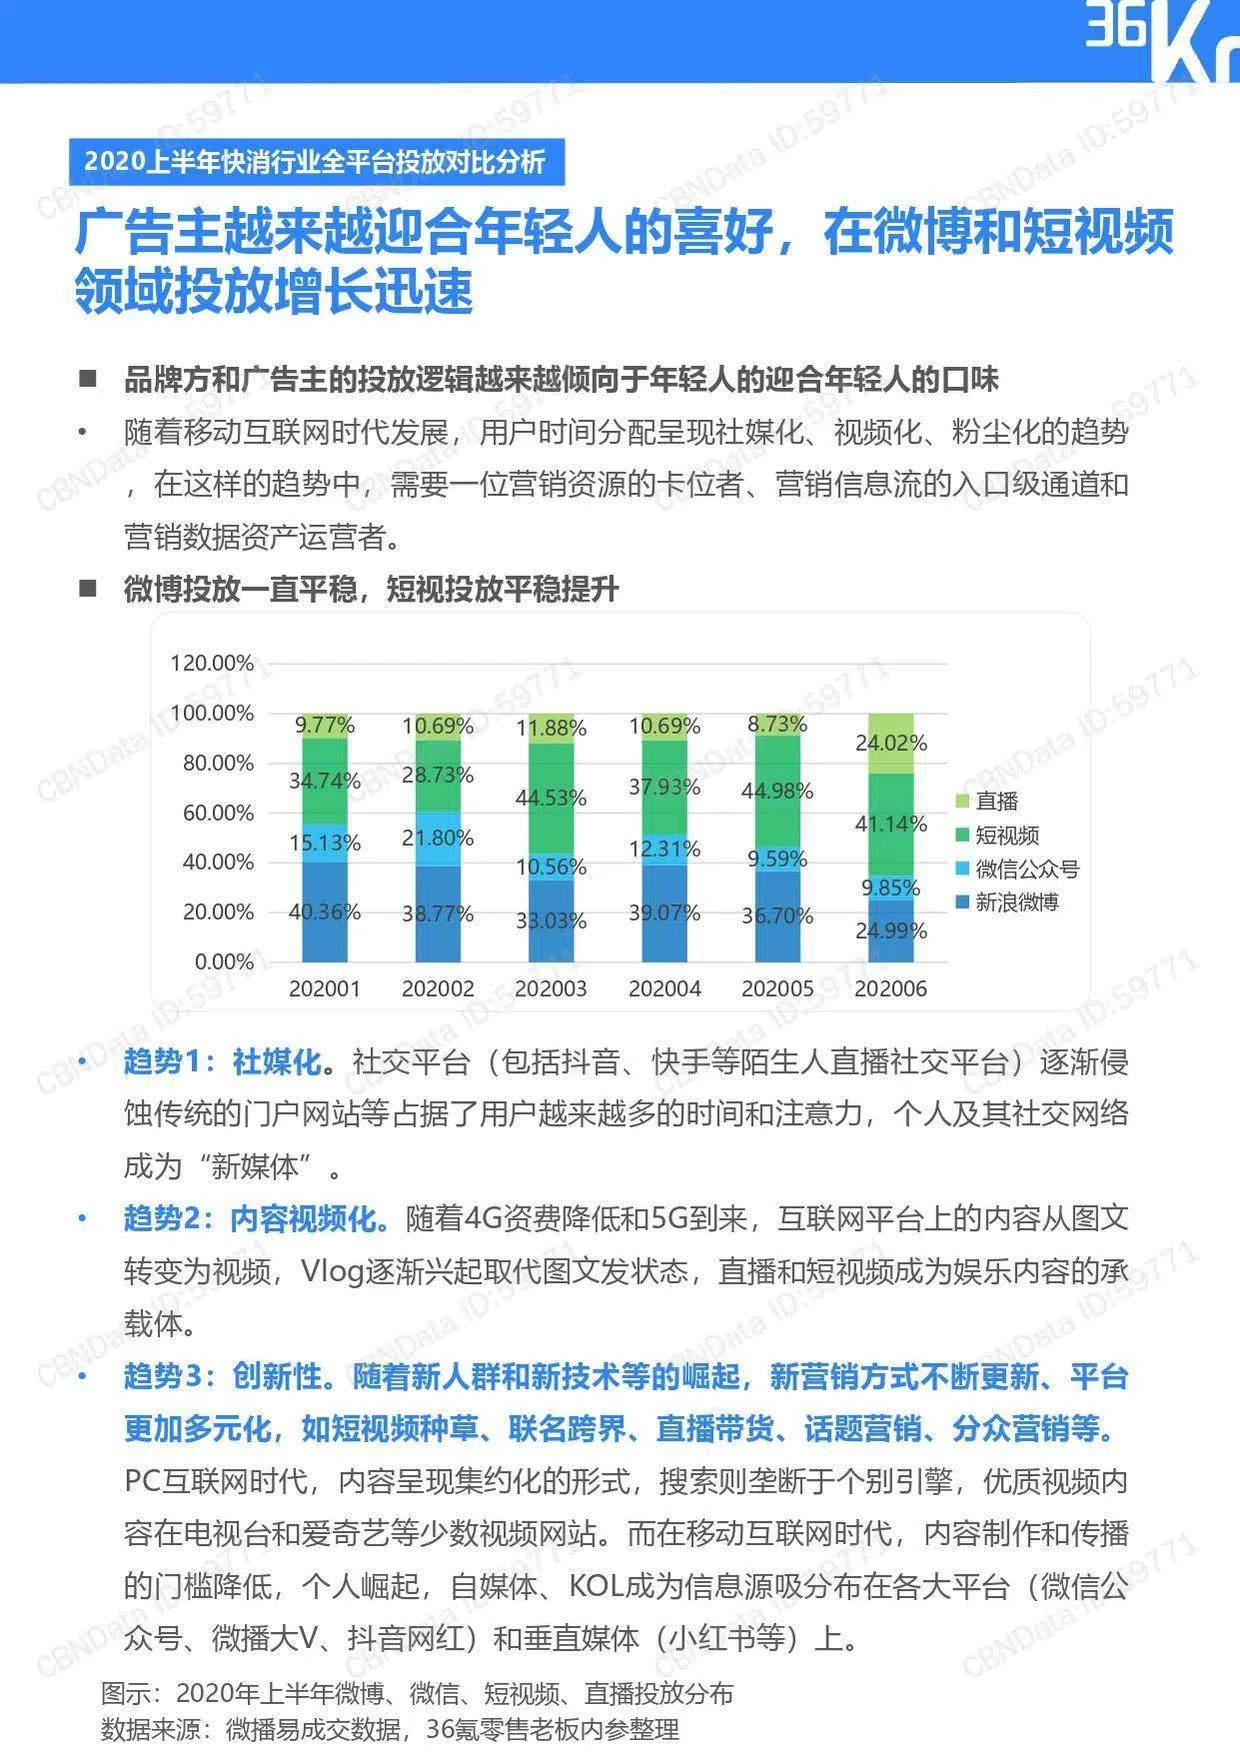 36Kr
2020上半年快消行业全平台投放对比分析
广告主越来越迎合年轻人的喜好，在微博和短视频
领域投放增长迅速
■ 品牌方和广告主的投放逻辑越来越倾向于年轻人的迎合年轻人的口味
• 随着移动互联网时代发展，用户时间分配呈现社媒化、视频化、粉尘化的趋势
，在这样的趋势中，需要一位营销资源的卡位者、营销信息流的入口级通道和
营销数据资产运营者。
■ 微博投放一直平稳，短视投放平稳提升
120.00%
100.00%
80.00%
60.00%
40.00%
20.00%
0.00%
9.77% 10.69% 11.88% 10.69% 8.73% 24.02%
34.74% 28.73% 44.53% 37.93% 44.98% 41.14%
15.13% 21.80% 10.56% 12.31% 9.59% 9.85%
40.36% 38.77% 33.03% 39.07% 36.70% 24.99%
202001 202002 202003 202004 202005 202006
直播
短视频
微信公众号
新浪微博
• 趋势1：社媒化。社交平台（包括抖音、快手等陌生人直播社交平台）逐渐侵
蚀传统的门户网站等占据了用户越来越多的时间和注意力，个人及其社交网络
成为“新媒体”。
• 趋势2：内容视频化。随着4G资费降低和5G到来，互联网平台上的内容从图文
转变为视频，Vlog逐渐兴起取代图文发状态，直播和短视频成为娱乐内容的承
载体。
• 趋势3：创新性。随着新人群和新技术等的崛起，新营销方式不断更新、平台
更加多元化，如短视频种草、联名跨界、直播带货、话题营销、分众营销等。
PC互联网时代，内容呈现集约化的形式，搜索则垄断于个别引擎，优质视频内
容在电视台和爱奇艺等少数视频网站。而在移动互联网时代，内容制作和传播
的门槛降低，个人崛起，自媒体、KOL成为信息源吸分布在各大平台（微信公
众号、微播大V、抖音网红）和垂直媒体（小红书等）上。
图示：2020年上半年微博、微信、短视频、直播投放分布
数据来源：微播易成交数据，36氪零售老板内参整理
CBNData ID:59771